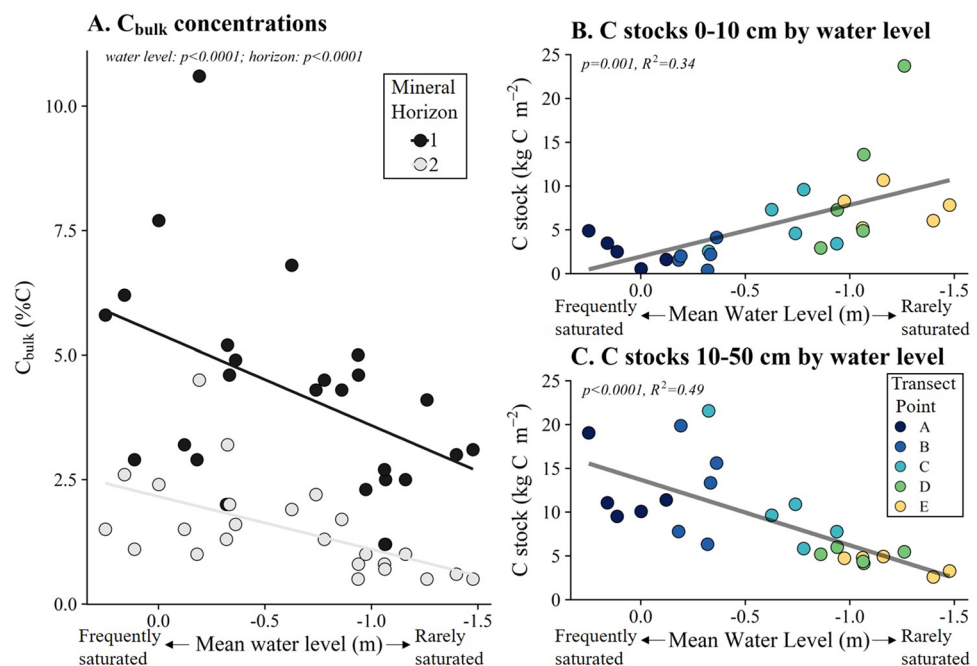 A. Cbulk concentrations
water level: p<0.0001; horizon: p<0.0001
Mineral
Horizon
1
2
10.0
7.5
5.0
2.5
0.0
Cbulk (%C)
0.0
-0.5
-1.0
-1.5
Frequently
saturated
← Mean water level (m) →
Rarely
saturated
B. C stocks 0-10 cm by water level
p=0.001, R²=0.34
25
20
15
10
5
0
C stock (kg C m⁻²)
0.0
-0.5
-1.0
-1.5
Frequently
saturated
← Mean Water Level (m) →
Rarely
saturated
C. C stocks 10-50 cm by water level
p<0.0001, R²=0.49
Transect
Point
A
B
C
D
E
25
20
15
10
5
0
C stock (kg C m⁻²)
0.0
-0.5
-1.0
-1.5
Frequently
saturated
← Mean Water Level (m) →
Rarely
saturated